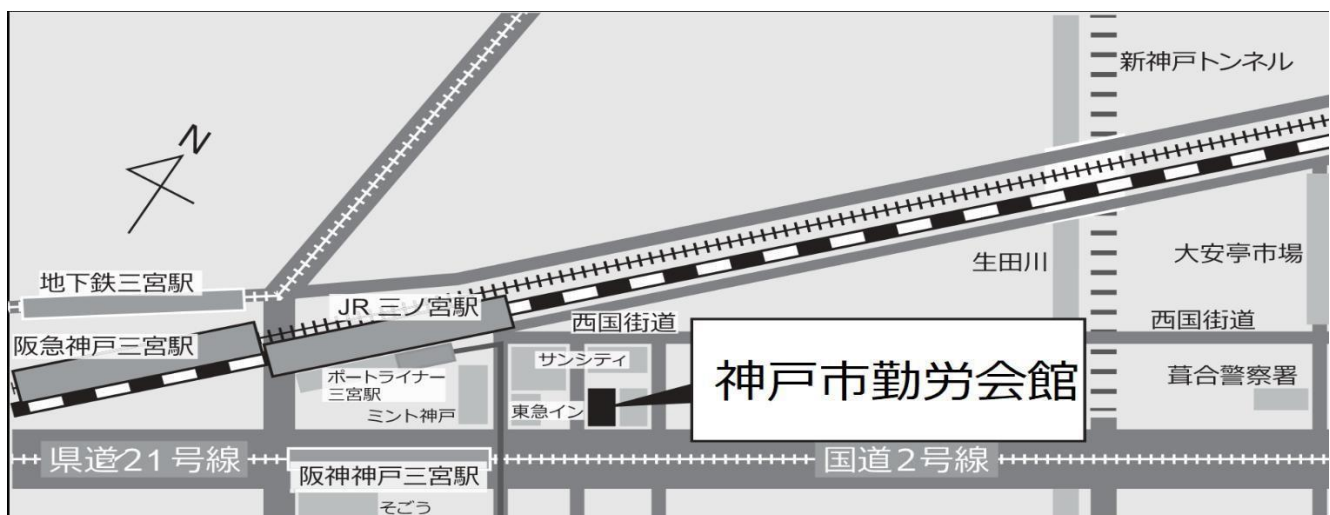 新神戸トンネル
N
地下鉄三宮駅
生田川
大安亭市場
JR 三ノ宮駅
阪急神戸三宮駅
西国街道
西国街道
サンシティ
神戸市勤労会館
ポートライナー
三宮駅
葺合警察署
ミント神戸
東急イン
県道21号線
阪神神戸三宮駅
国道2号線
そごう